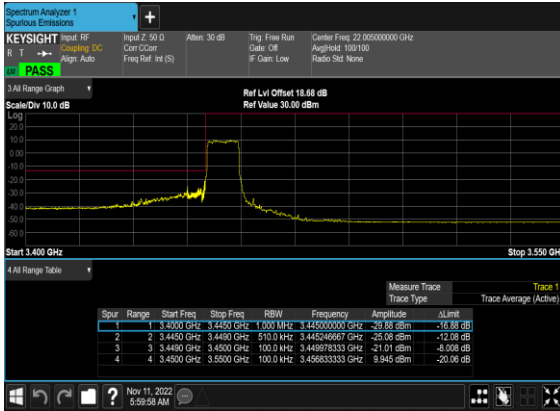 Spectrum Analyzer 1
Spurious Emissions
+
KEYSIGHT Input: RF Input Z: 50 Ω Atten: 30 dB Trig: Free Run Center Freq: 22.005000000 GHz
R T Coupling: DC Corr CCorr Gate: Off Avg|Hold: 100/100
Align: Auto Freq Ref: Int (S) IF Gain: Low Radio Std: None
PASS
3 All Range Graph
Ref Lvl Offset 18.68 dB
Scale/Div 10.0 dB Ref Value 30.00 dBm
Log
20.0
10.0
0.00
-10.0
-20.0
-30.0
-40.0
-50.0
-60.0
Start 3.400 GHz Stop 3.550 GHz
4 All Range Table
Measure Trace Trace 1
Trace Type Trace Average (Active)
Spur Range Start Freq Stop Freq RBW Frequency Amplitude ΔLimit
1 1 3.4000 GHz 3.4450 GHz 1.000 MHz 3.445000000 GHz -29.88 dBm -16.88 dB
2 2 3.4450 GHz 3.4490 GHz 510.0 kHz 3.445246667 GHz -25.08 dBm -12.08 dB
3 3 3.4490 GHz 3.4500 GHz 100.0 kHz 3.449978333 GHz -21.01 dBm -8.008 dB
4 4 3.4500 GHz 3.5500 GHz 100.0 kHz 3.456833333 GHz 9.945 dBm -20.06 dB
?
Nov 11, 2022
5:59:58 AM